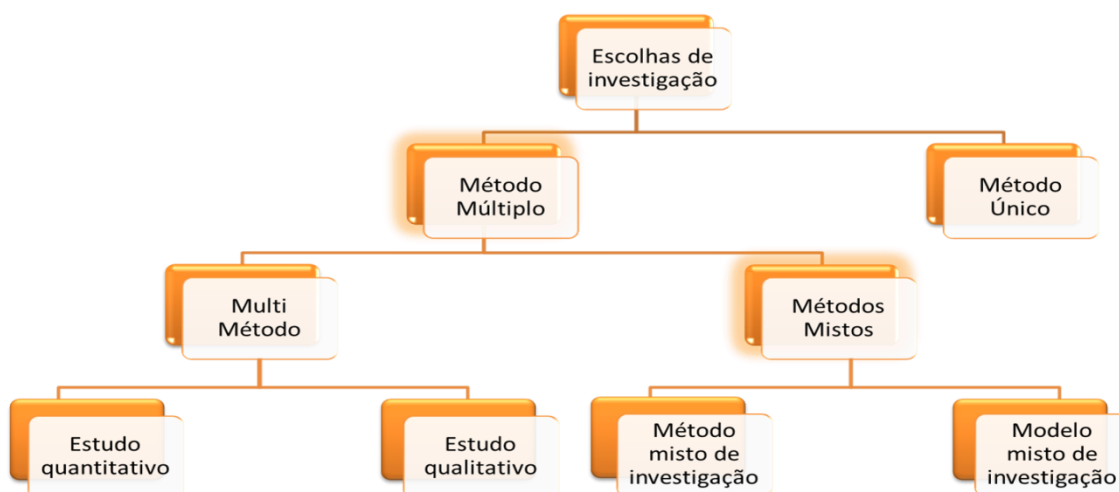 Escolhas de
investigação
Método
Múltiplo
Método
Único
Multi
Método
Métodos
Mistos
Estudo
quantitativo
Estudo
qualitativo
Método
misto de
investigação
Modelo
misto de
investigação